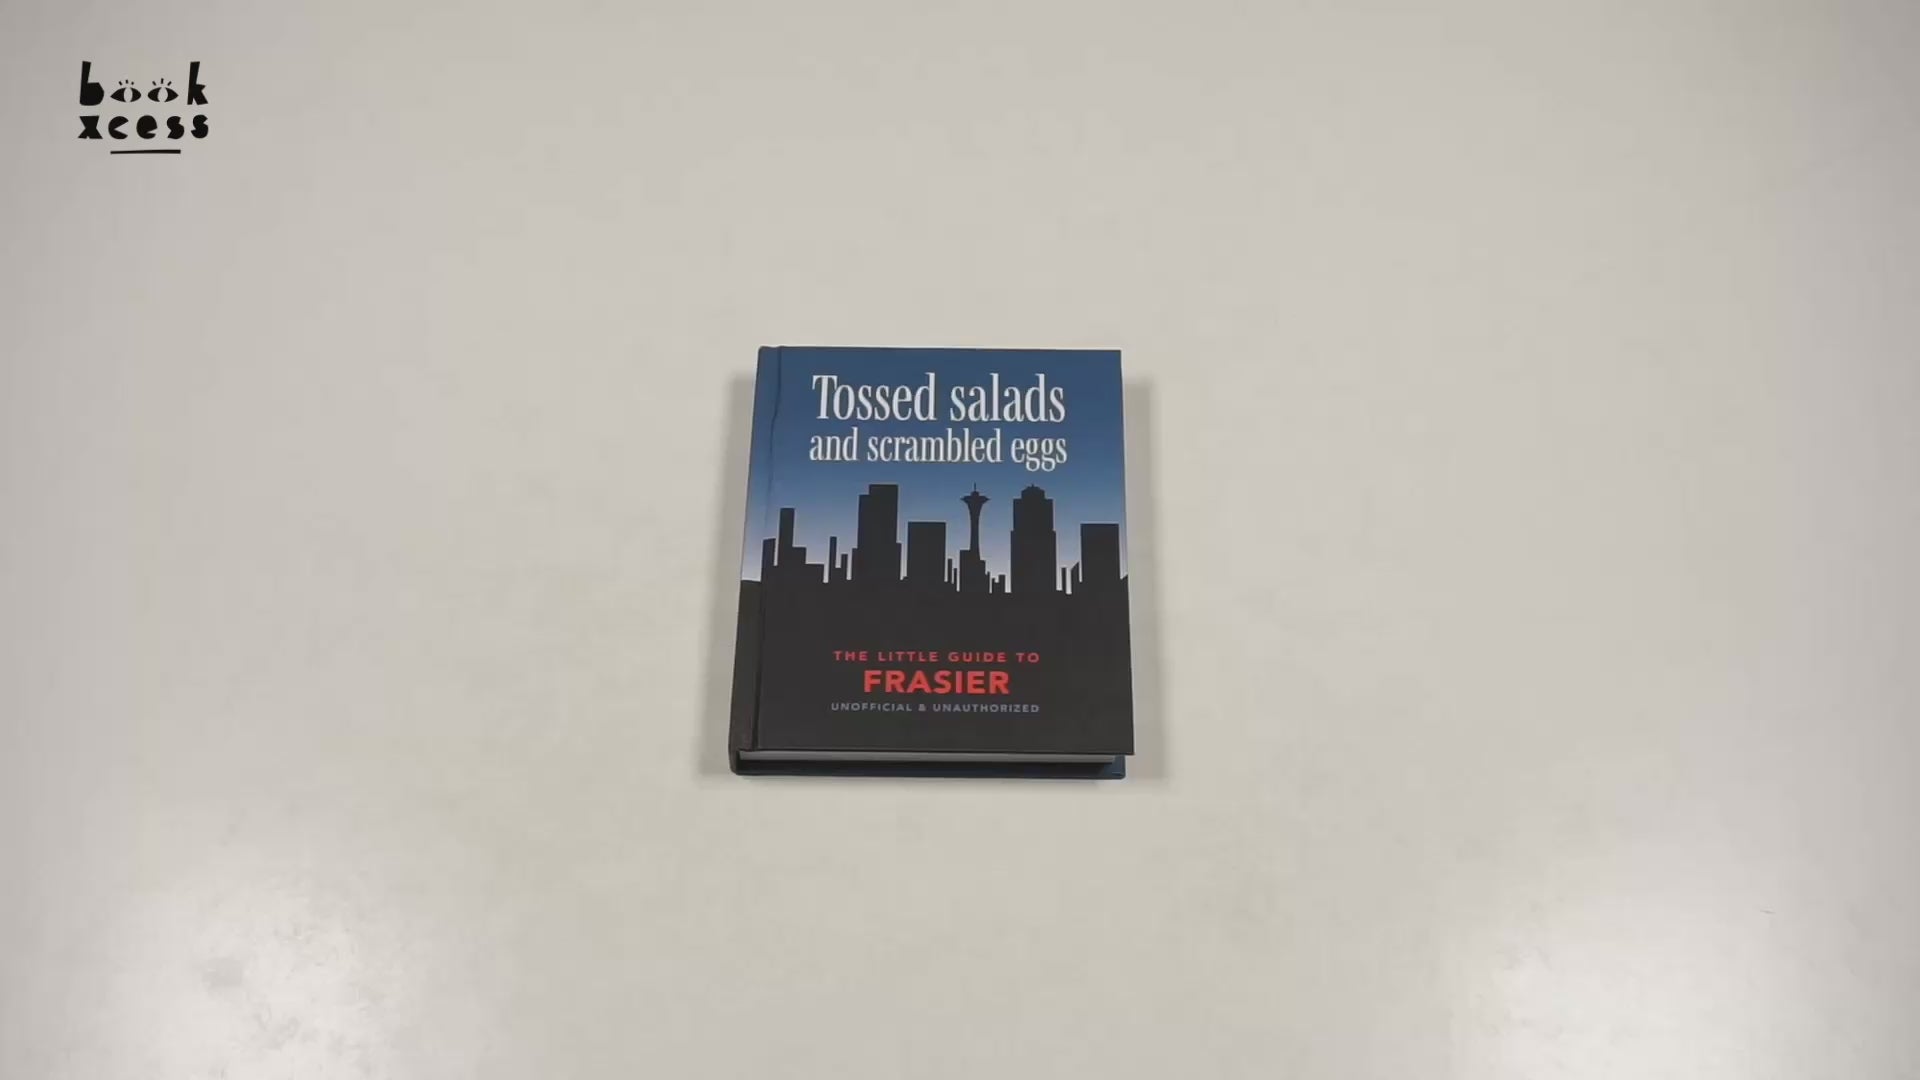 book
xcess
Tossed salads
and scrambled eggs
THE LITTLE GUIDE TO
FRASIER
UNOFFICIAL & UNAUTHORIZED